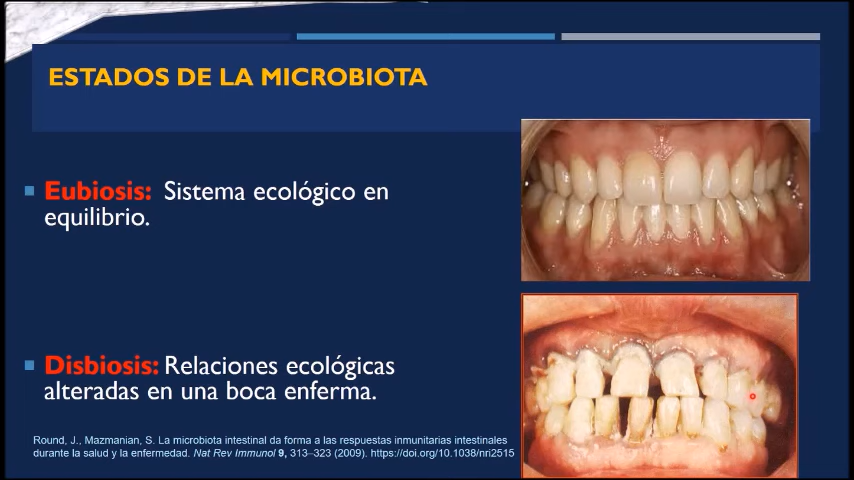 ESTADOS DE LA MICROBIOTA
Eubiosis: Sistema ecológico en
equilibrio.
Disbiosis: Relaciones ecológicas
alteradas en una boca enferma.
Round, J., Mazmanian, S. La microbiota intestinal da forma a las respuestas inmunitarias intestinales
durante la salud y la enfermedad. Nat Rev Immunol 9, 313–323 (2009). https://doi.org/10.1038/nri2515